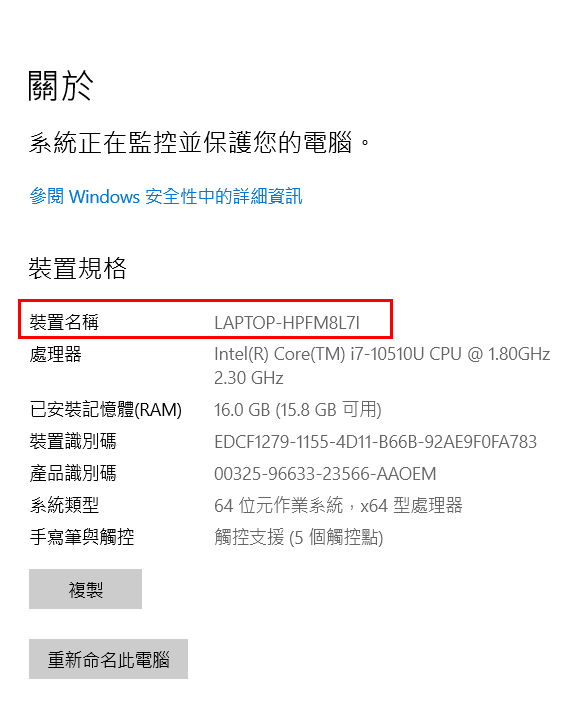 關於
系統正在監控並保護您的電腦。
參閱 Windows 安全性中的詳細資訊
裝置規格
裝置名稱 LAPTOP-HPFM8L7I
處理器 Intel(R) Core(TM) i7-10510U CPU @ 1.80GHz
2.30 GHz
已安裝記憶體(RAM) 16.0 GB (15.8 GB 可用)
裝置識別碼 EDCF1279-1155-4D11-B66B-92AE9F0FA783
產品識別碼 00325-96633-23566-AAOEM
系統類型 64 位元作業系統，x64 型處理器
手寫筆與觸控 觸控支援 (5 個觸控點)
複製
重新命名此電腦